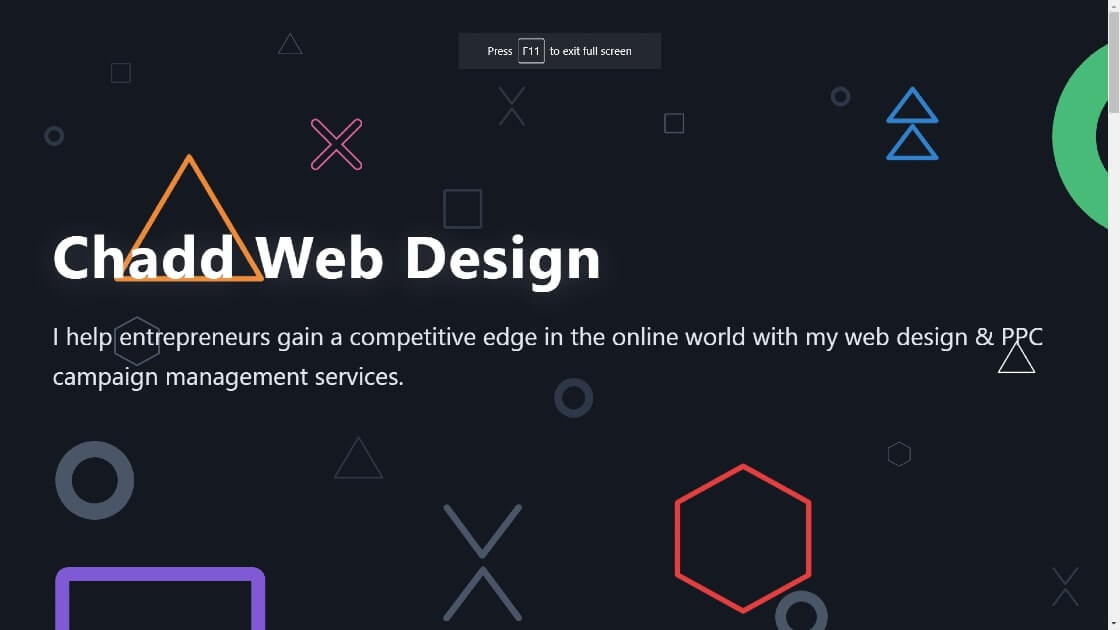 Press F11 to exit full screen
Chadd Web Design
I help entrepreneurs gain a competitive edge in the online world with my web design & PPC
campaign management services.